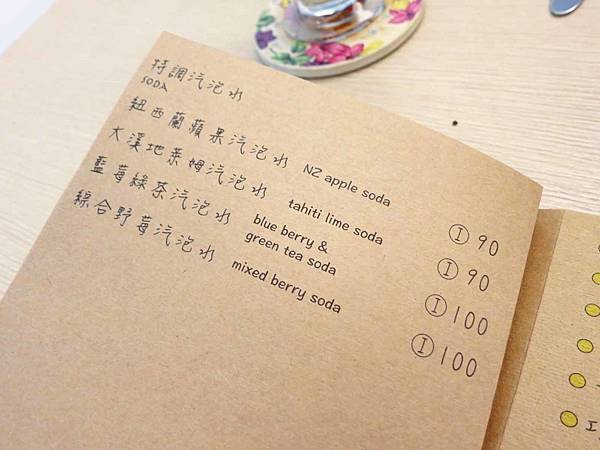 特調汽泡水
SODA
紐西蘭蘋果汽泡水 NZ apple soda Ⓘ 90
大溪地萊姆汽泡水 tahiti lime soda Ⓘ 90
藍莓綠茶汽泡水 blue berry &
green tea soda Ⓘ 100
綜合野莓汽泡水 mixed berry soda Ⓘ 100
I